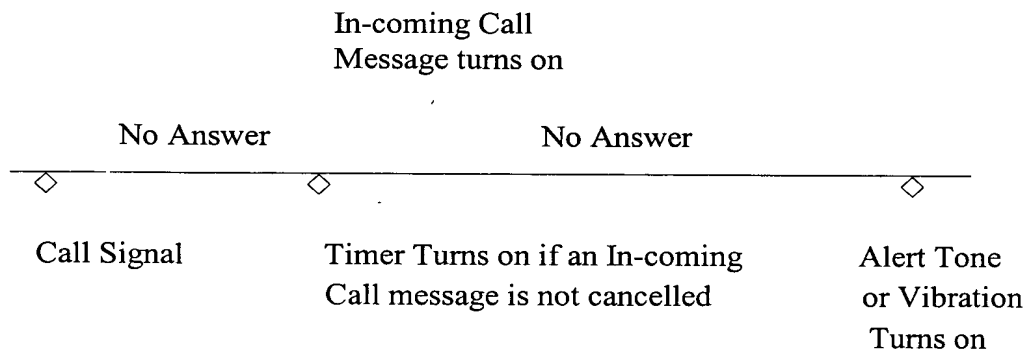 In-coming Call
Message turns on
No Answer
No Answer
Call Signal
Timer Turns on if an In-coming
Call message is not cancelled
Alert Tone
or Vibration
Turns on